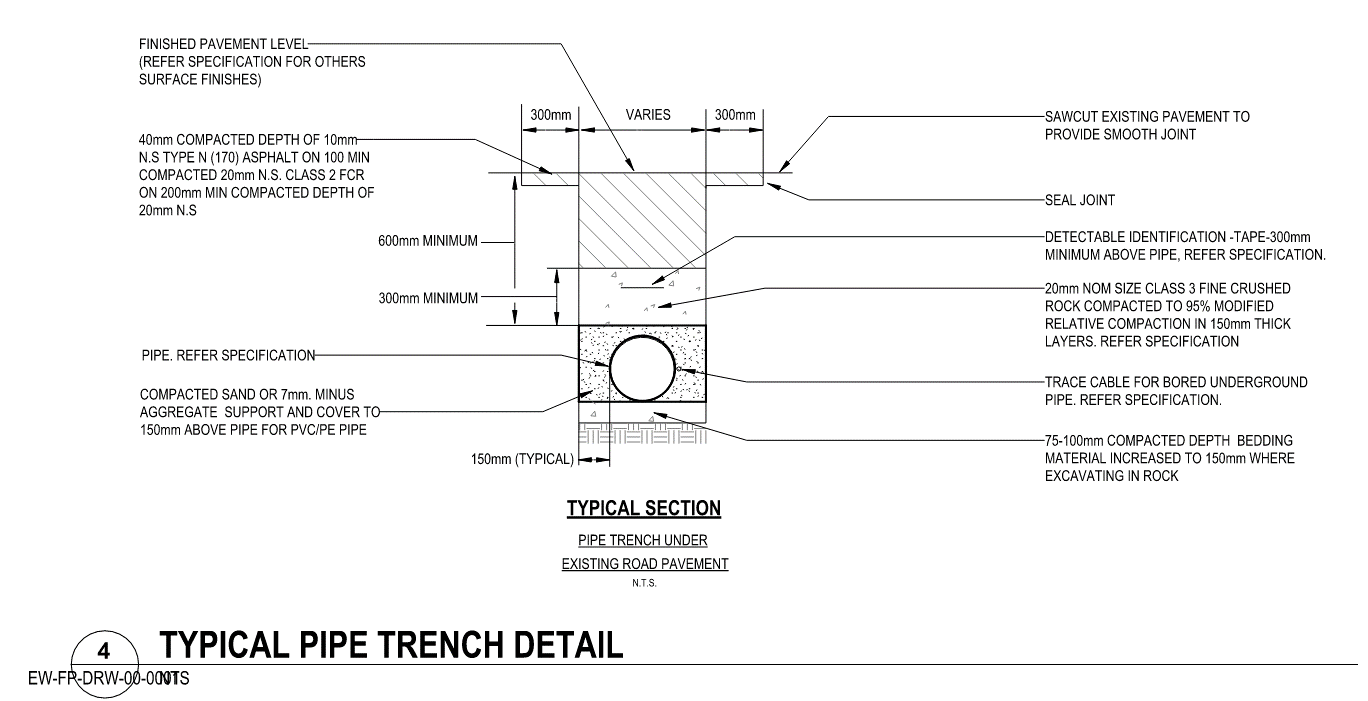 FINISHED PAVEMENT LEVEL
(REFER SPECIFICATION FOR OTHERS
SURFACE FINISHES)
300mm
VARIES
300mm
40mm COMPACTED DEPTH OF 10mm
N.S TYPE N (170) ASPHALT ON 100 MIN
COMPACTED 20mm N.S. CLASS 2 FCR
ON 200mm MIN COMPACTED DEPTH OF
20mm N.S
600mm MINIMUM
300mm MINIMUM
PIPE. REFER SPECIFICATION
COMPACTED SAND OR 7mm. MINUS
AGGREGATE SUPPORT AND COVER TO
150mm ABOVE PIPE FOR PVC/PE PIPE
150mm (TYPICAL)
SAWCUT EXISTING PAVEMENT TO
PROVIDE SMOOTH JOINT
SEAL JOINT
DETECTABLE IDENTIFICATION -TAPE-300mm
MINIMUM ABOVE PIPE, REFER SPECIFICATION.
20mm NOM SIZE CLASS 3 FINE CRUSHED
ROCK COMPACTED TO 95% MODIFIED
RELATIVE COMPACTION IN 150mm THICK
LAYERS. REFER SPECIFICATION
TRACE CABLE FOR BORED UNDERGROUND
PIPE. REFER SPECIFICATION.
75-100mm COMPACTED DEPTH BEDDING
MATERIAL INCREASED TO 150mm WHERE
EXCAVATING IN ROCK
TYPICAL SECTION
PIPE TRENCH UNDER
EXISTING ROAD PAVEMENT
N.T.S.
4
TYPICAL PIPE TRENCH DETAIL
EW-FP-DRW-00-0001
NTS